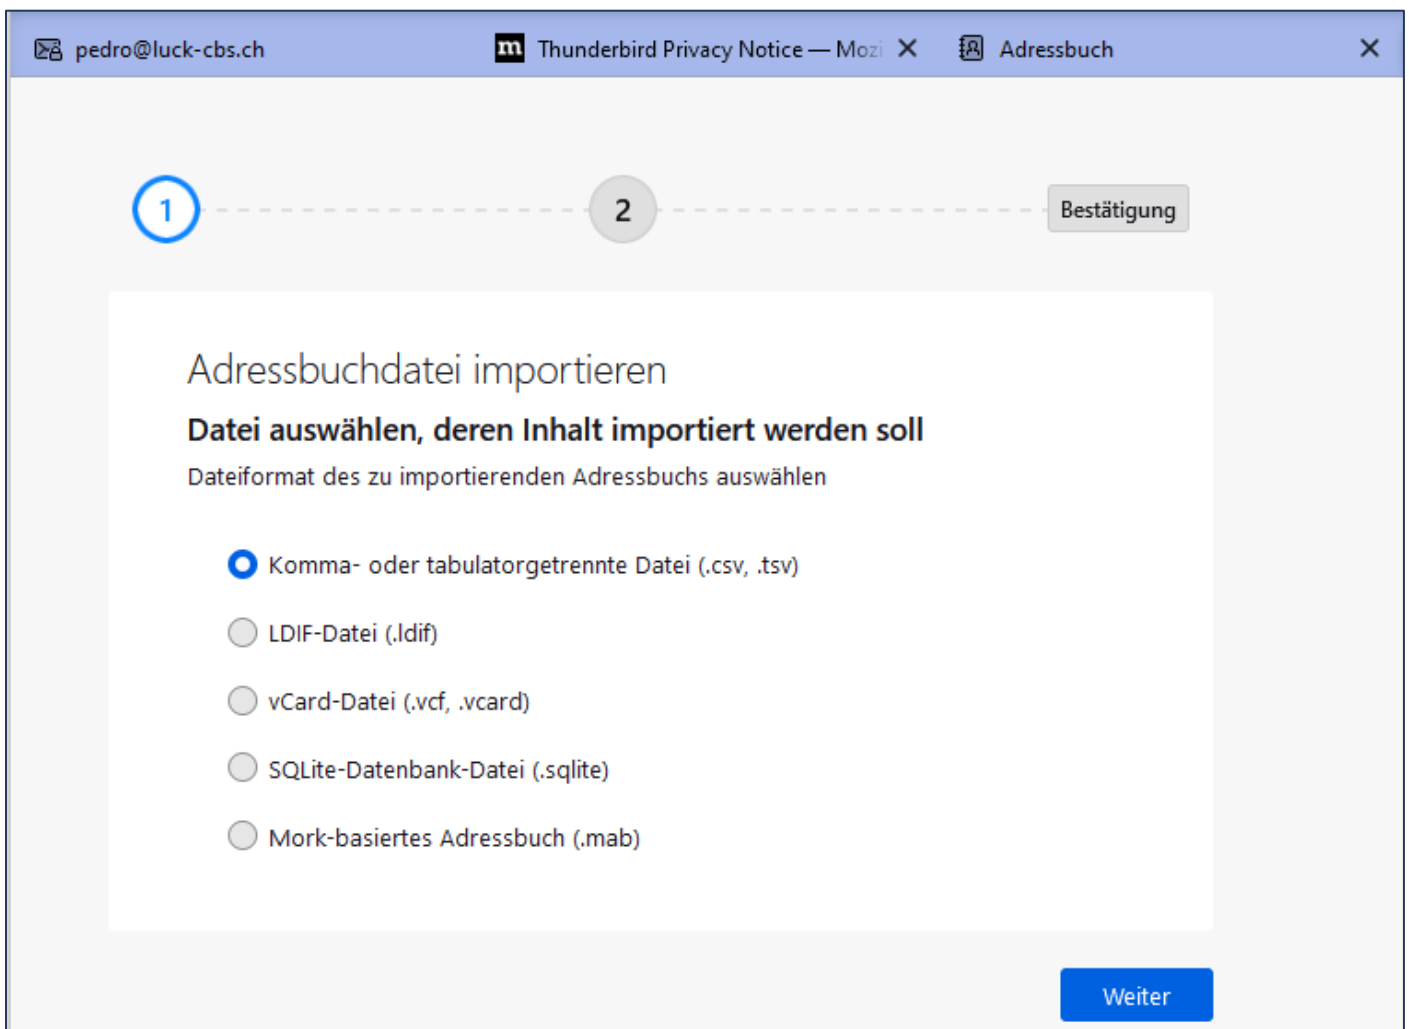 pedro@luck-cbs.ch
m Thunderbird Privacy Notice — Mozi
Adressbuch
1
2
Bestätigung
Adressbuchdatei importieren
Datei auswählen, deren Inhalt importiert werden soll
Dateiformat des zu importierenden Adressbuchs auswählen
Komma- oder tabulatorgetrennte Datei (.csv, .tsv)
LDIF-Datei (.ldif)
vCard-Datei (.vcf, .vcard)
SQLite-Datenbank-Datei (.sqlite)
Mork-basiertes Adressbuch (.mab)
Weiter